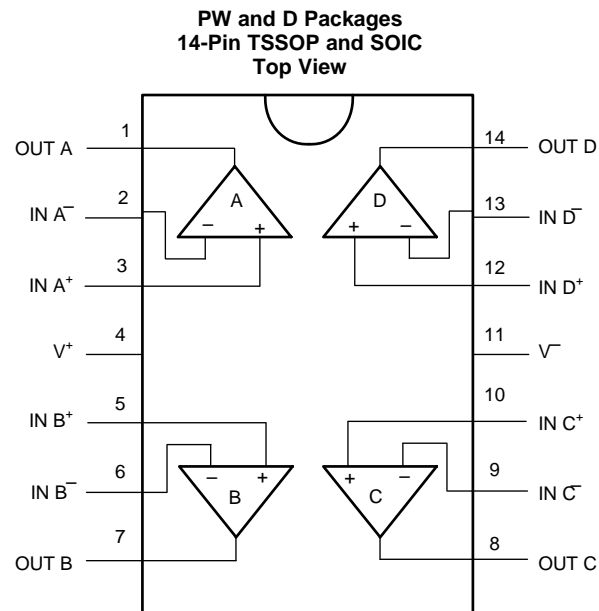 PW and D Packages
14-Pin TSSOP and SOIC
Top View
OUT A 1 14 OUT D
A D
IN A– 2 13 IN D–
– + + –
IN A+ 3 12 IN D+
V+ 4 11 V–
IN B+ 5 10 IN C+
– + + –
IN B– 6 9 IN C–
B C
OUT B 7 8 OUT C